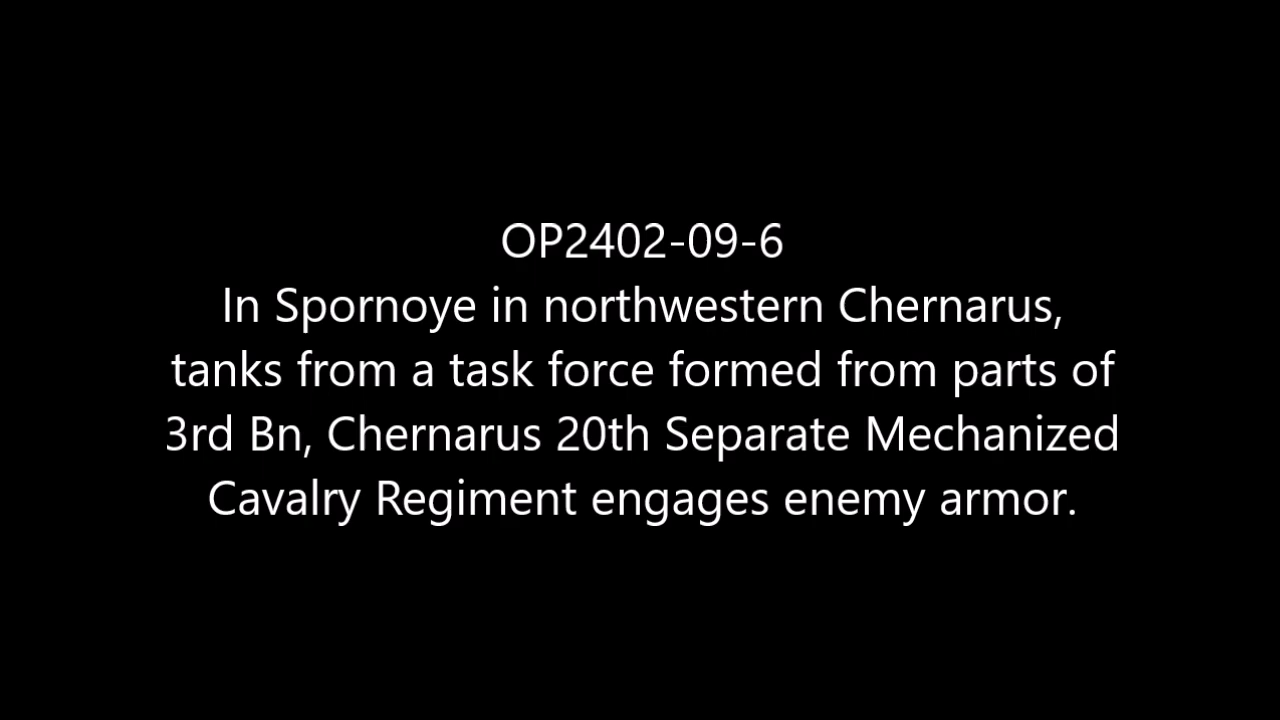 OP2402-09-6
In Spornoye in northwestern Chernarus,
tanks from a task force formed from parts of
3rd Bn, Chernarus 20th Separate Mechanized
Cavalry Regiment engages enemy armor.